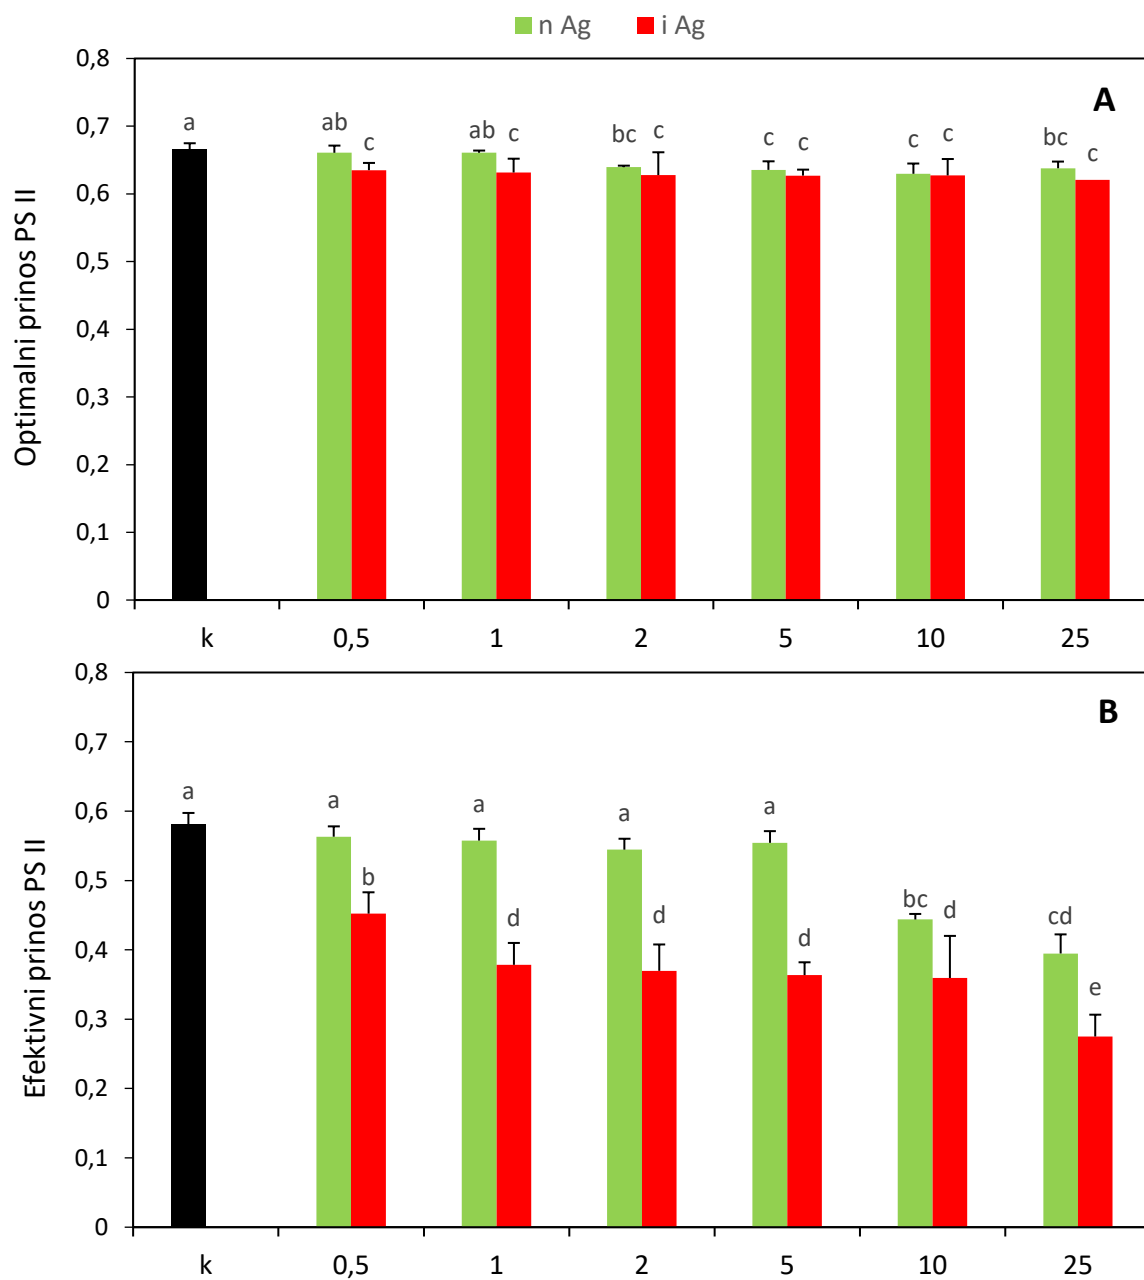 n Ag i Ag
A
Optimalni prinos PS II
0,8
0,7
0,6
0,5
0,4
0,3
0,2
0,1
0
a ab c ab c bc c c c c c bc c
k 0,5 1 2 5 10 25
B
Efektivni prinos PS II
0,8
0,7
0,6
0,5
0,4
0,3
0,2
0,1
0
a a b a d a d a d bc d cd e
k 0,5 1 2 5 10 25